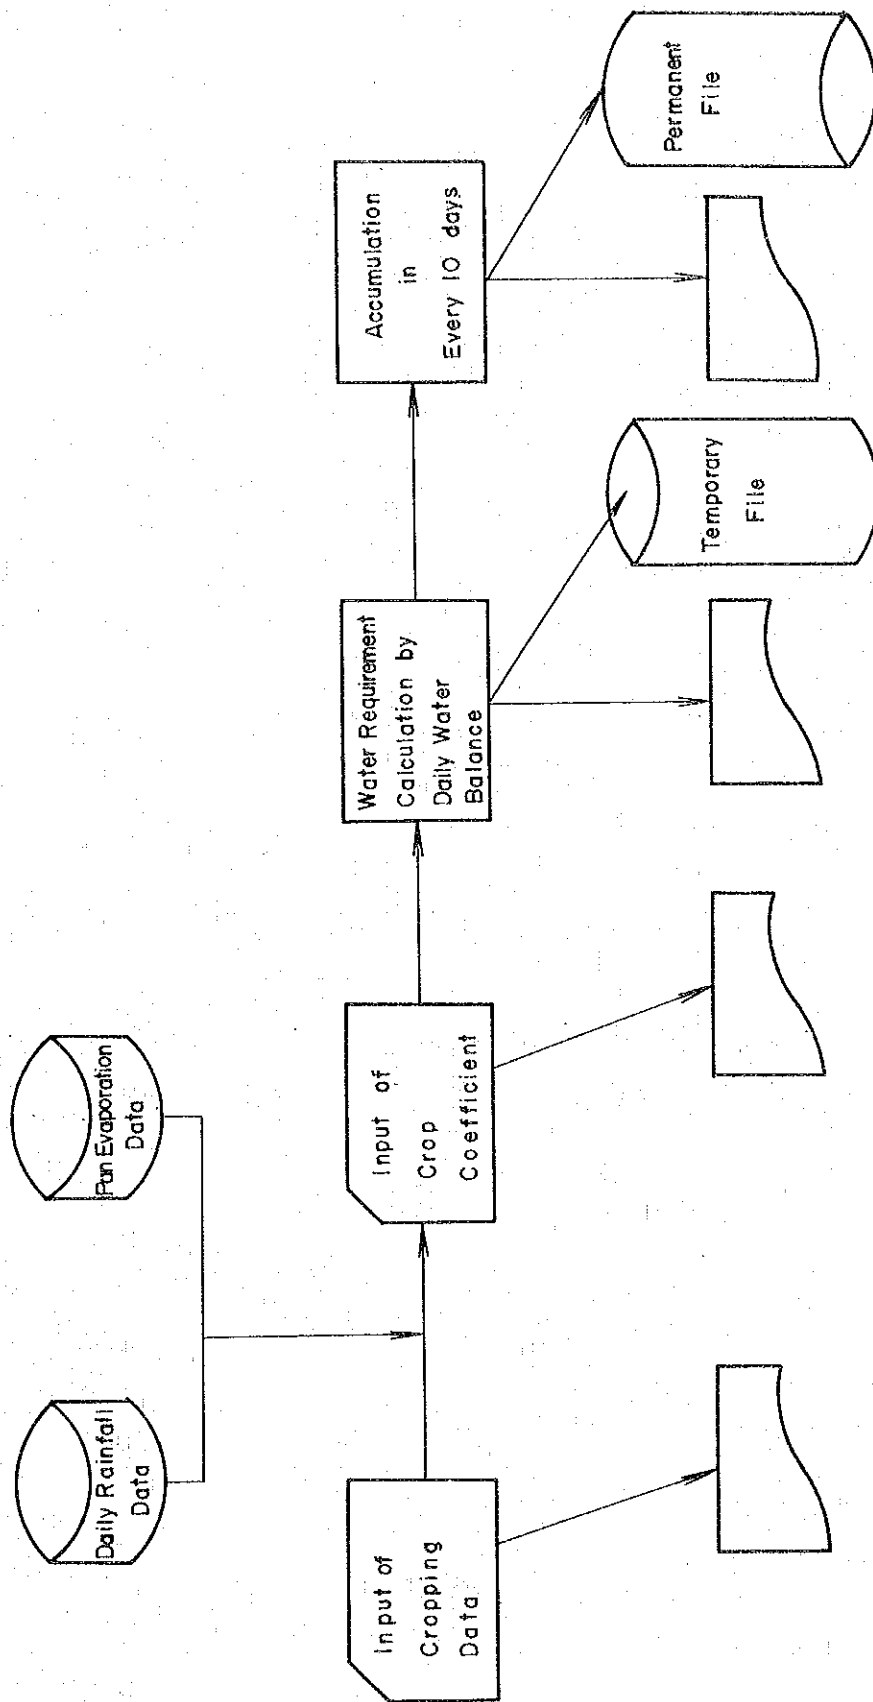 Daily Rainfall
Data
Pan Evaporation
Data
Input of
Cropping
Data
Input of
Crop
Coefficient
Water Requirement
Calculation by
Daily Water
Balance
Accumulation
in
Every 10 days
Temporary
File
Permanent
File